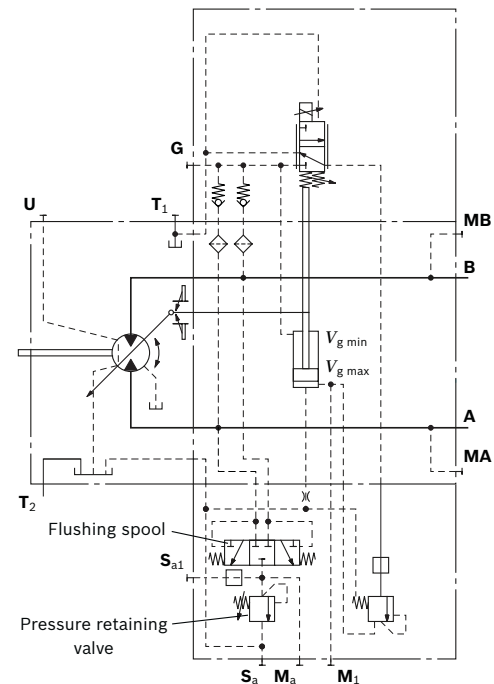 G
U
T1
MB
B
Vg min
Vg max
A
MA
T2
Flushing spool
Sa1
Pressure retaining
valve
Sa
Ma
M1